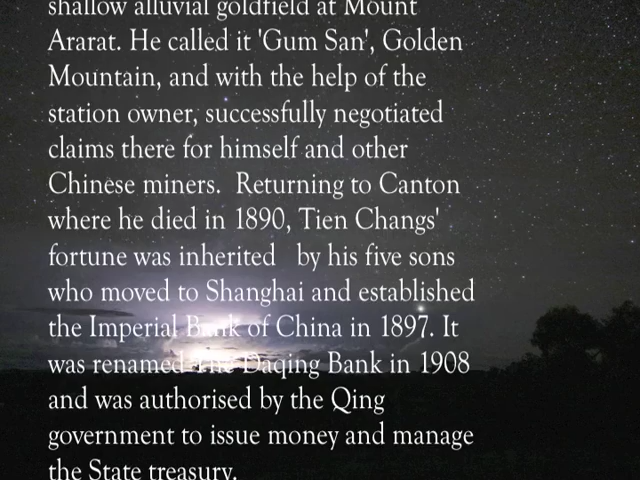 shallow alluvial goldfield at Mount
Ararat. He called it 'Gum San', Golden
Mountain, and with the help of the
station owner, successfully negotiated
claims there for himself and other
Chinese miners. Returning to Canton
where he died in 1890, Tien Changs'
fortune was inherited by his five sons
who moved to Shanghai and established
the Imperial Bank of China in 1897. It
was renamed The Daqing Bank in 1908
and was authorised by the Qing
government to issue money and manage
the State treasury.